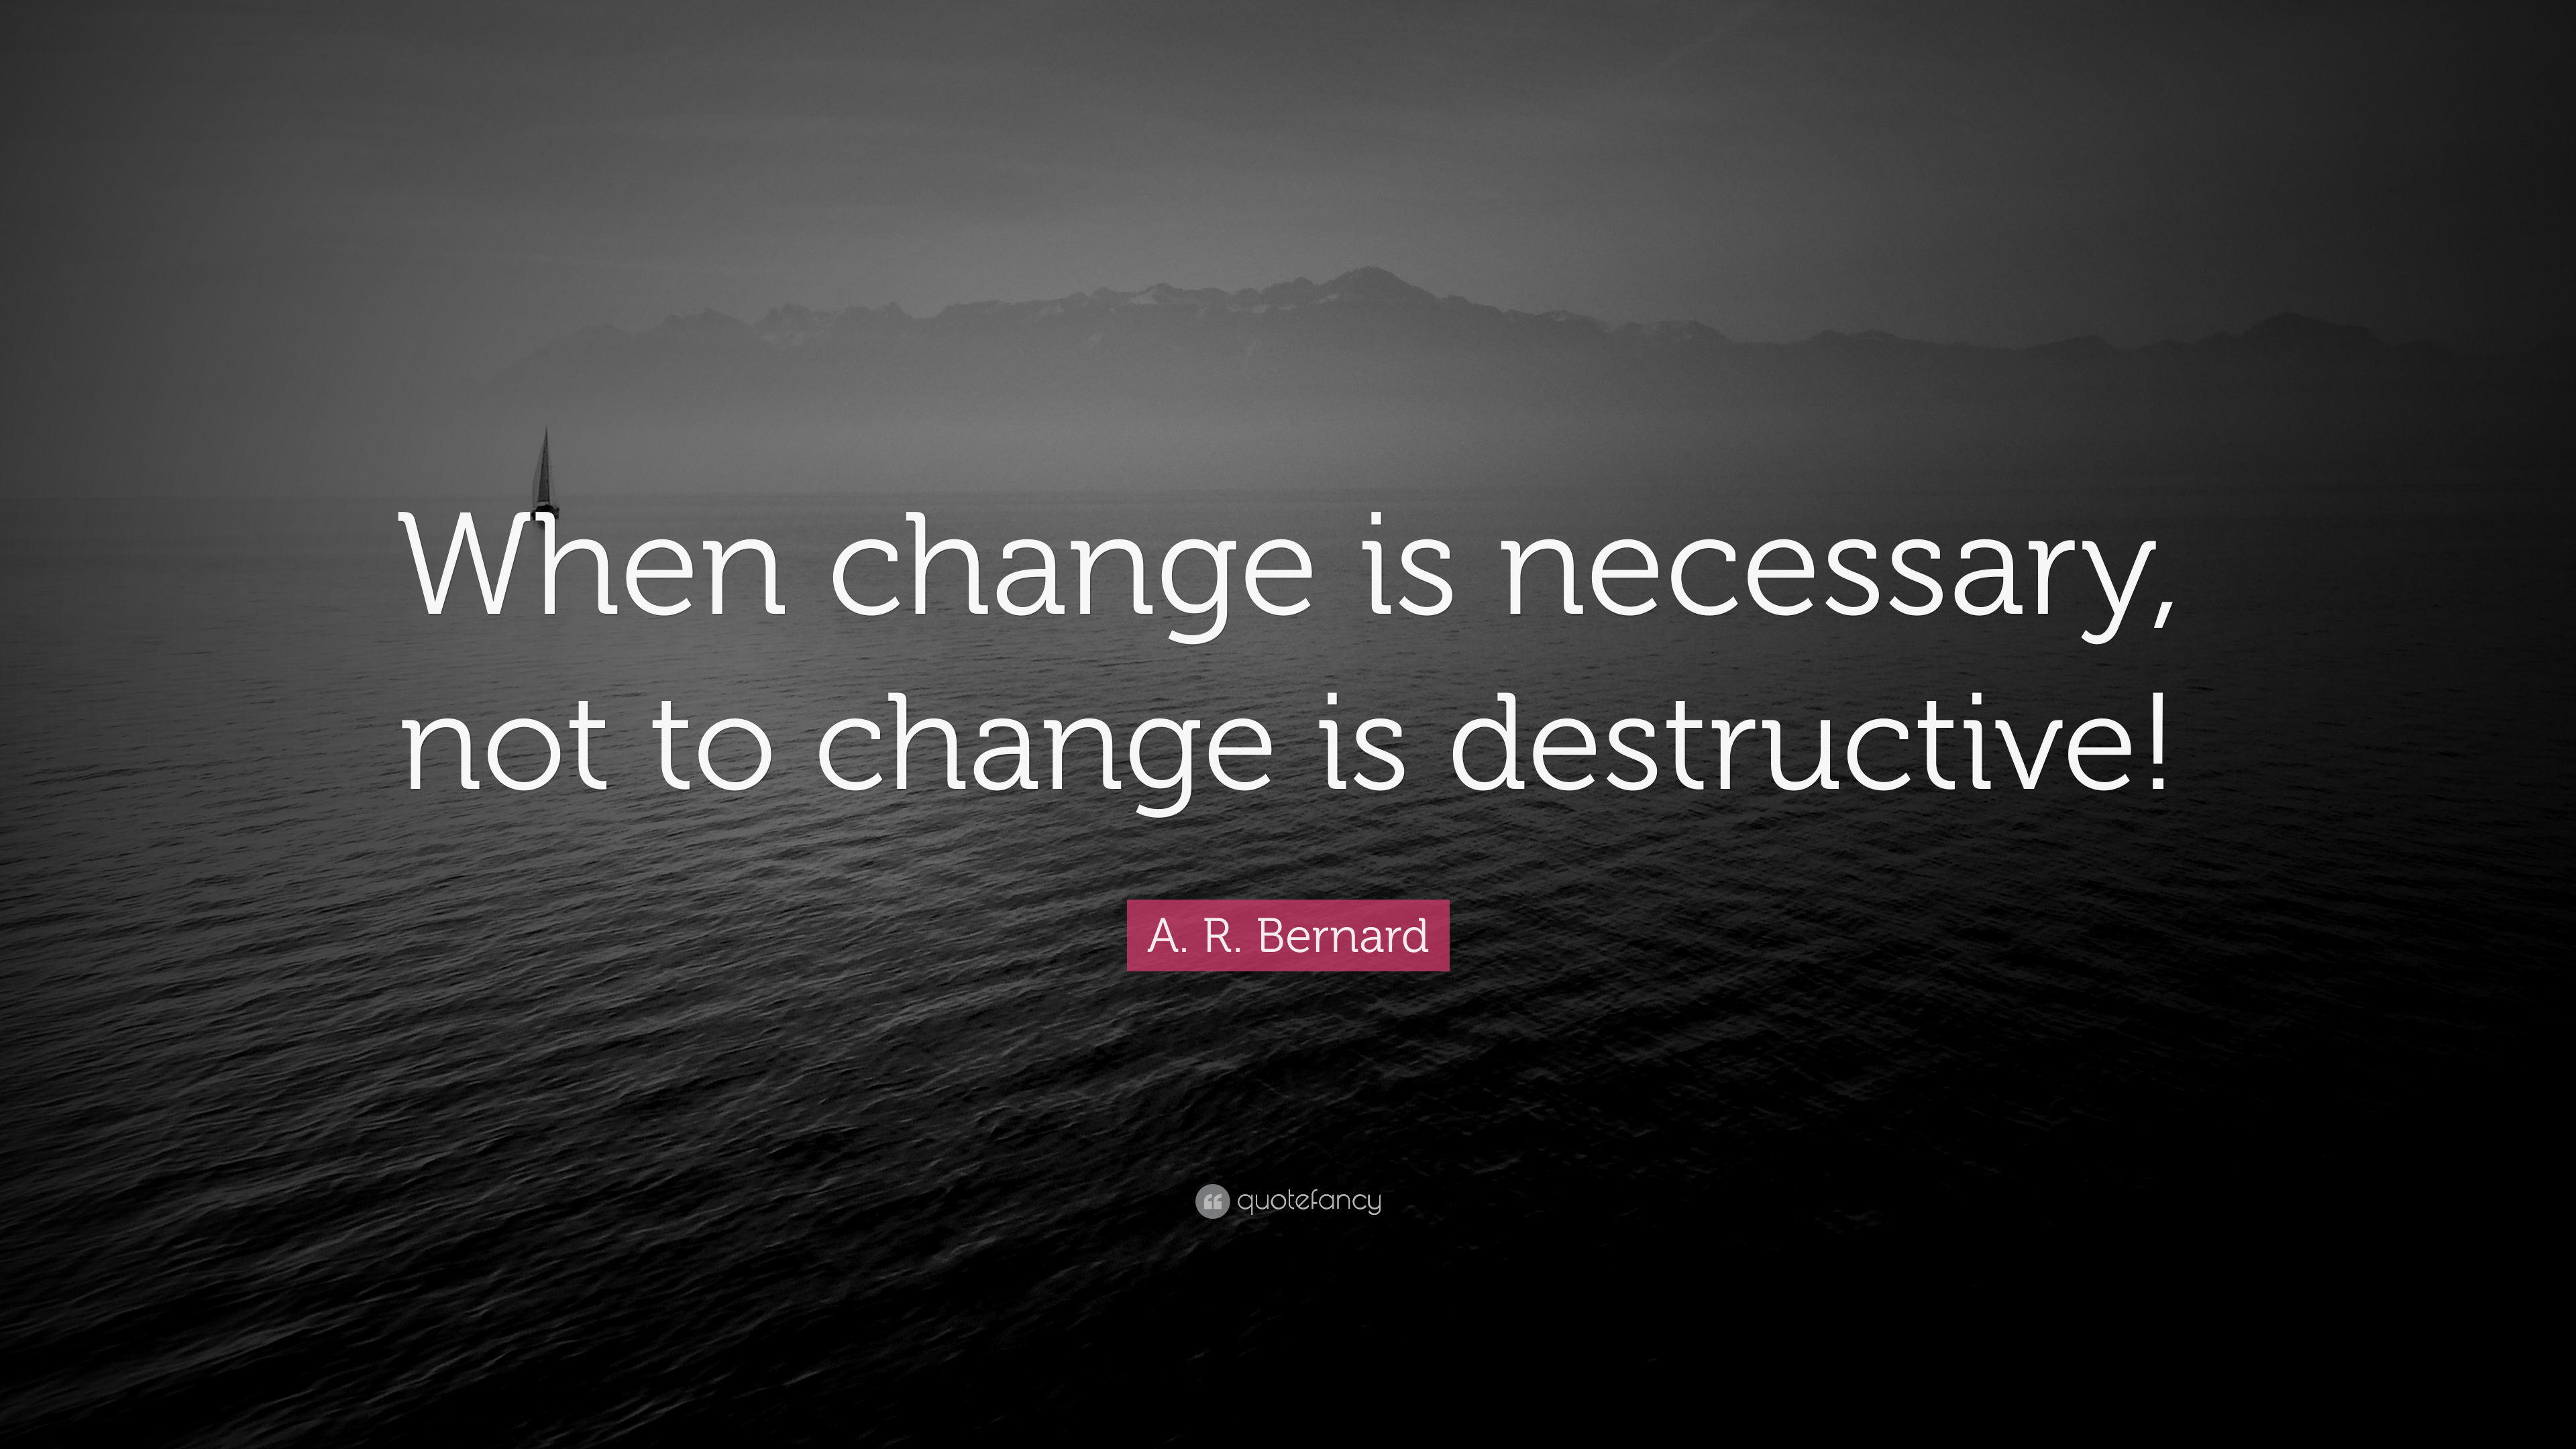 When change is necessary,
not to change is destructive!
A. R. Bernard
quotefancy